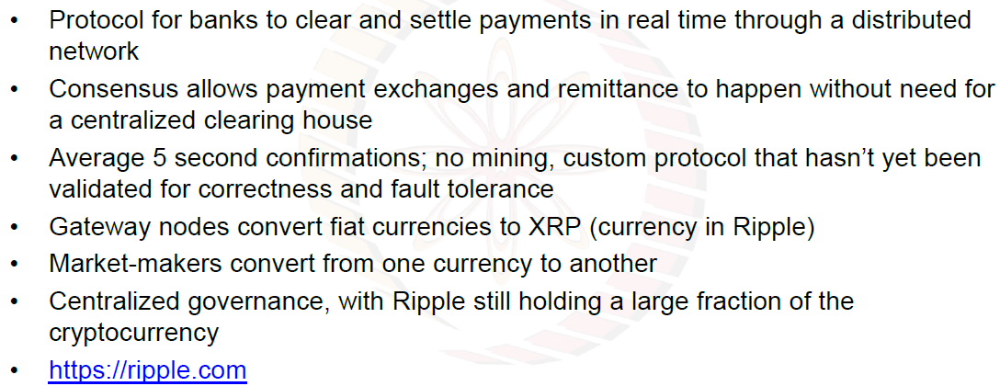 • Protocol for banks to clear and settle payments in real time through a distributed
network
• Consensus allows payment exchanges and remittance to happen without need for
a centralized clearing house
• Average 5 second confirmations; no mining, custom protocol that hasn’t yet been
validated for correctness and fault tolerance
• Gateway nodes convert fiat currencies to XRP (currency in Ripple)
• Market-makers convert from one currency to another
• Centralized governance, with Ripple still holding a large fraction of the
cryptocurrency
• https://ripple.com